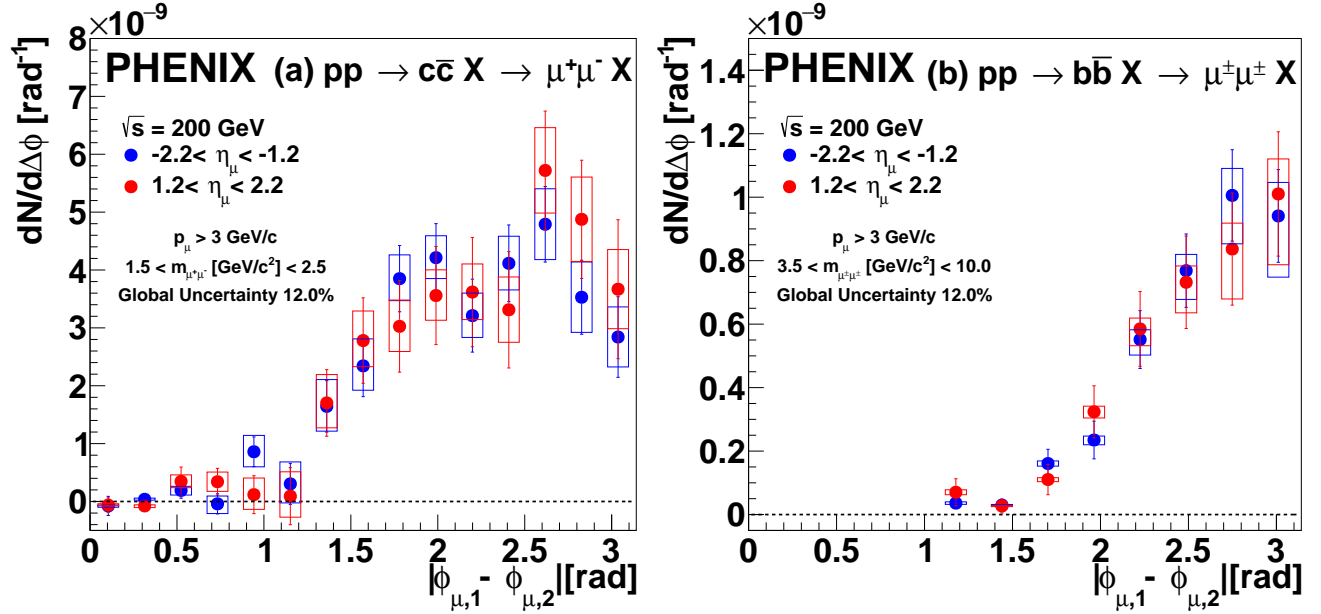 ×10⁻⁹
8
7
6
5
4
3
2
1
0
dN/dΔϕ [rad⁻¹]
PHENIX (a) pp → cc̅ X → μ⁺μ⁻ X
√s = 200 GeV
-2.2< η_μ < -1.2
1.2< η_μ < 2.2
p_μ > 3 GeV/c
1.5 < m_μ⁺μ⁻ [GeV/c²] < 2.5
Global Uncertainty 12.0%
0 0.5 1 1.5 2 2.5 3
|ϕ_μ,1 - ϕ_μ,2|[rad]
×10⁻⁹
1.4
1.2
1
0.8
0.6
0.4
0.2
0
dN/dΔϕ [rad⁻¹]
PHENIX (b) pp → bb̅ X → μ^±μ^± X
√s = 200 GeV
-2.2< η_μ < -1.2
1.2< η_μ < 2.2
p_μ > 3 GeV/c
3.5 < m_μ^±μ^± [GeV/c²] < 10.0
Global Uncertainty 12.0%
0 0.5 1 1.5 2 2.5 3
|ϕ_μ,1 - ϕ_μ,2|[rad]